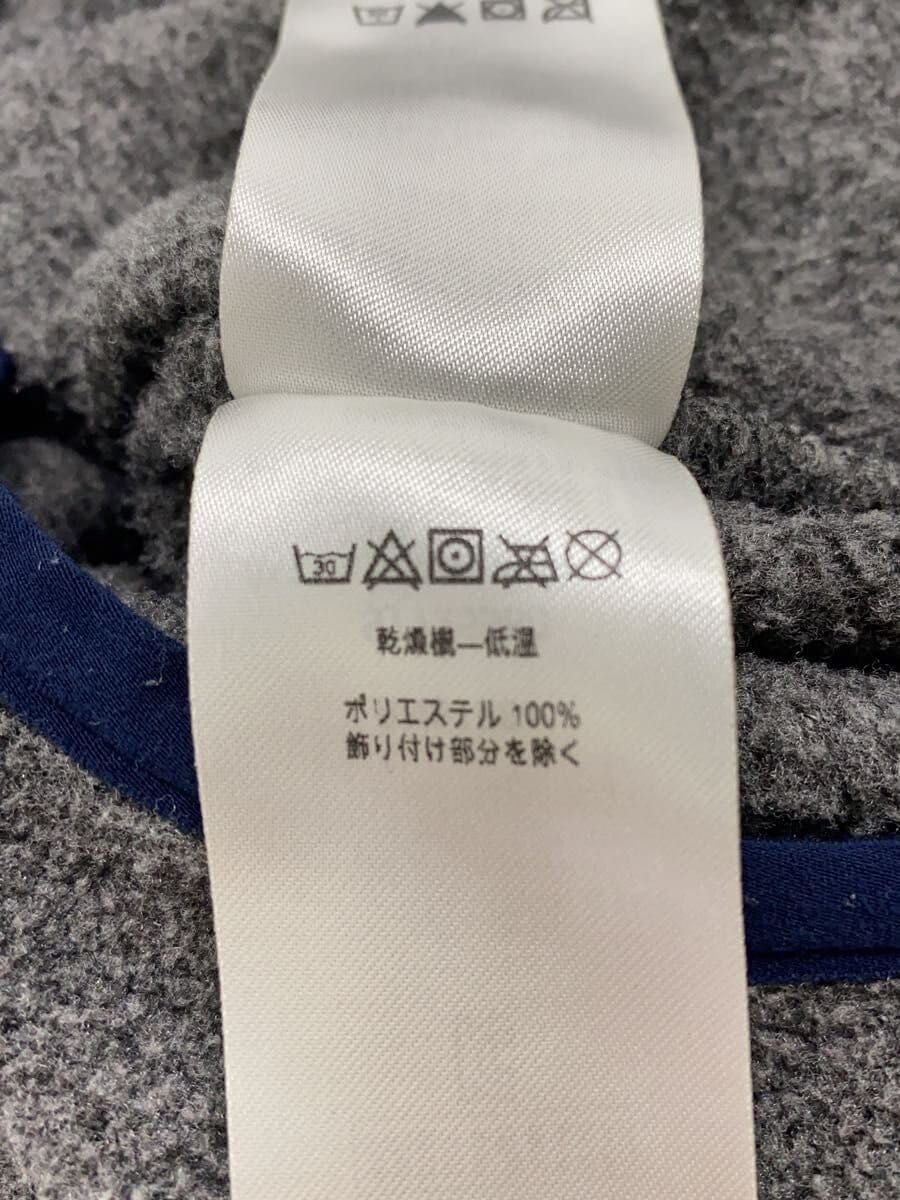 30
乾燥機—低温
ポリエステル 100%
飾り付け部分を除く